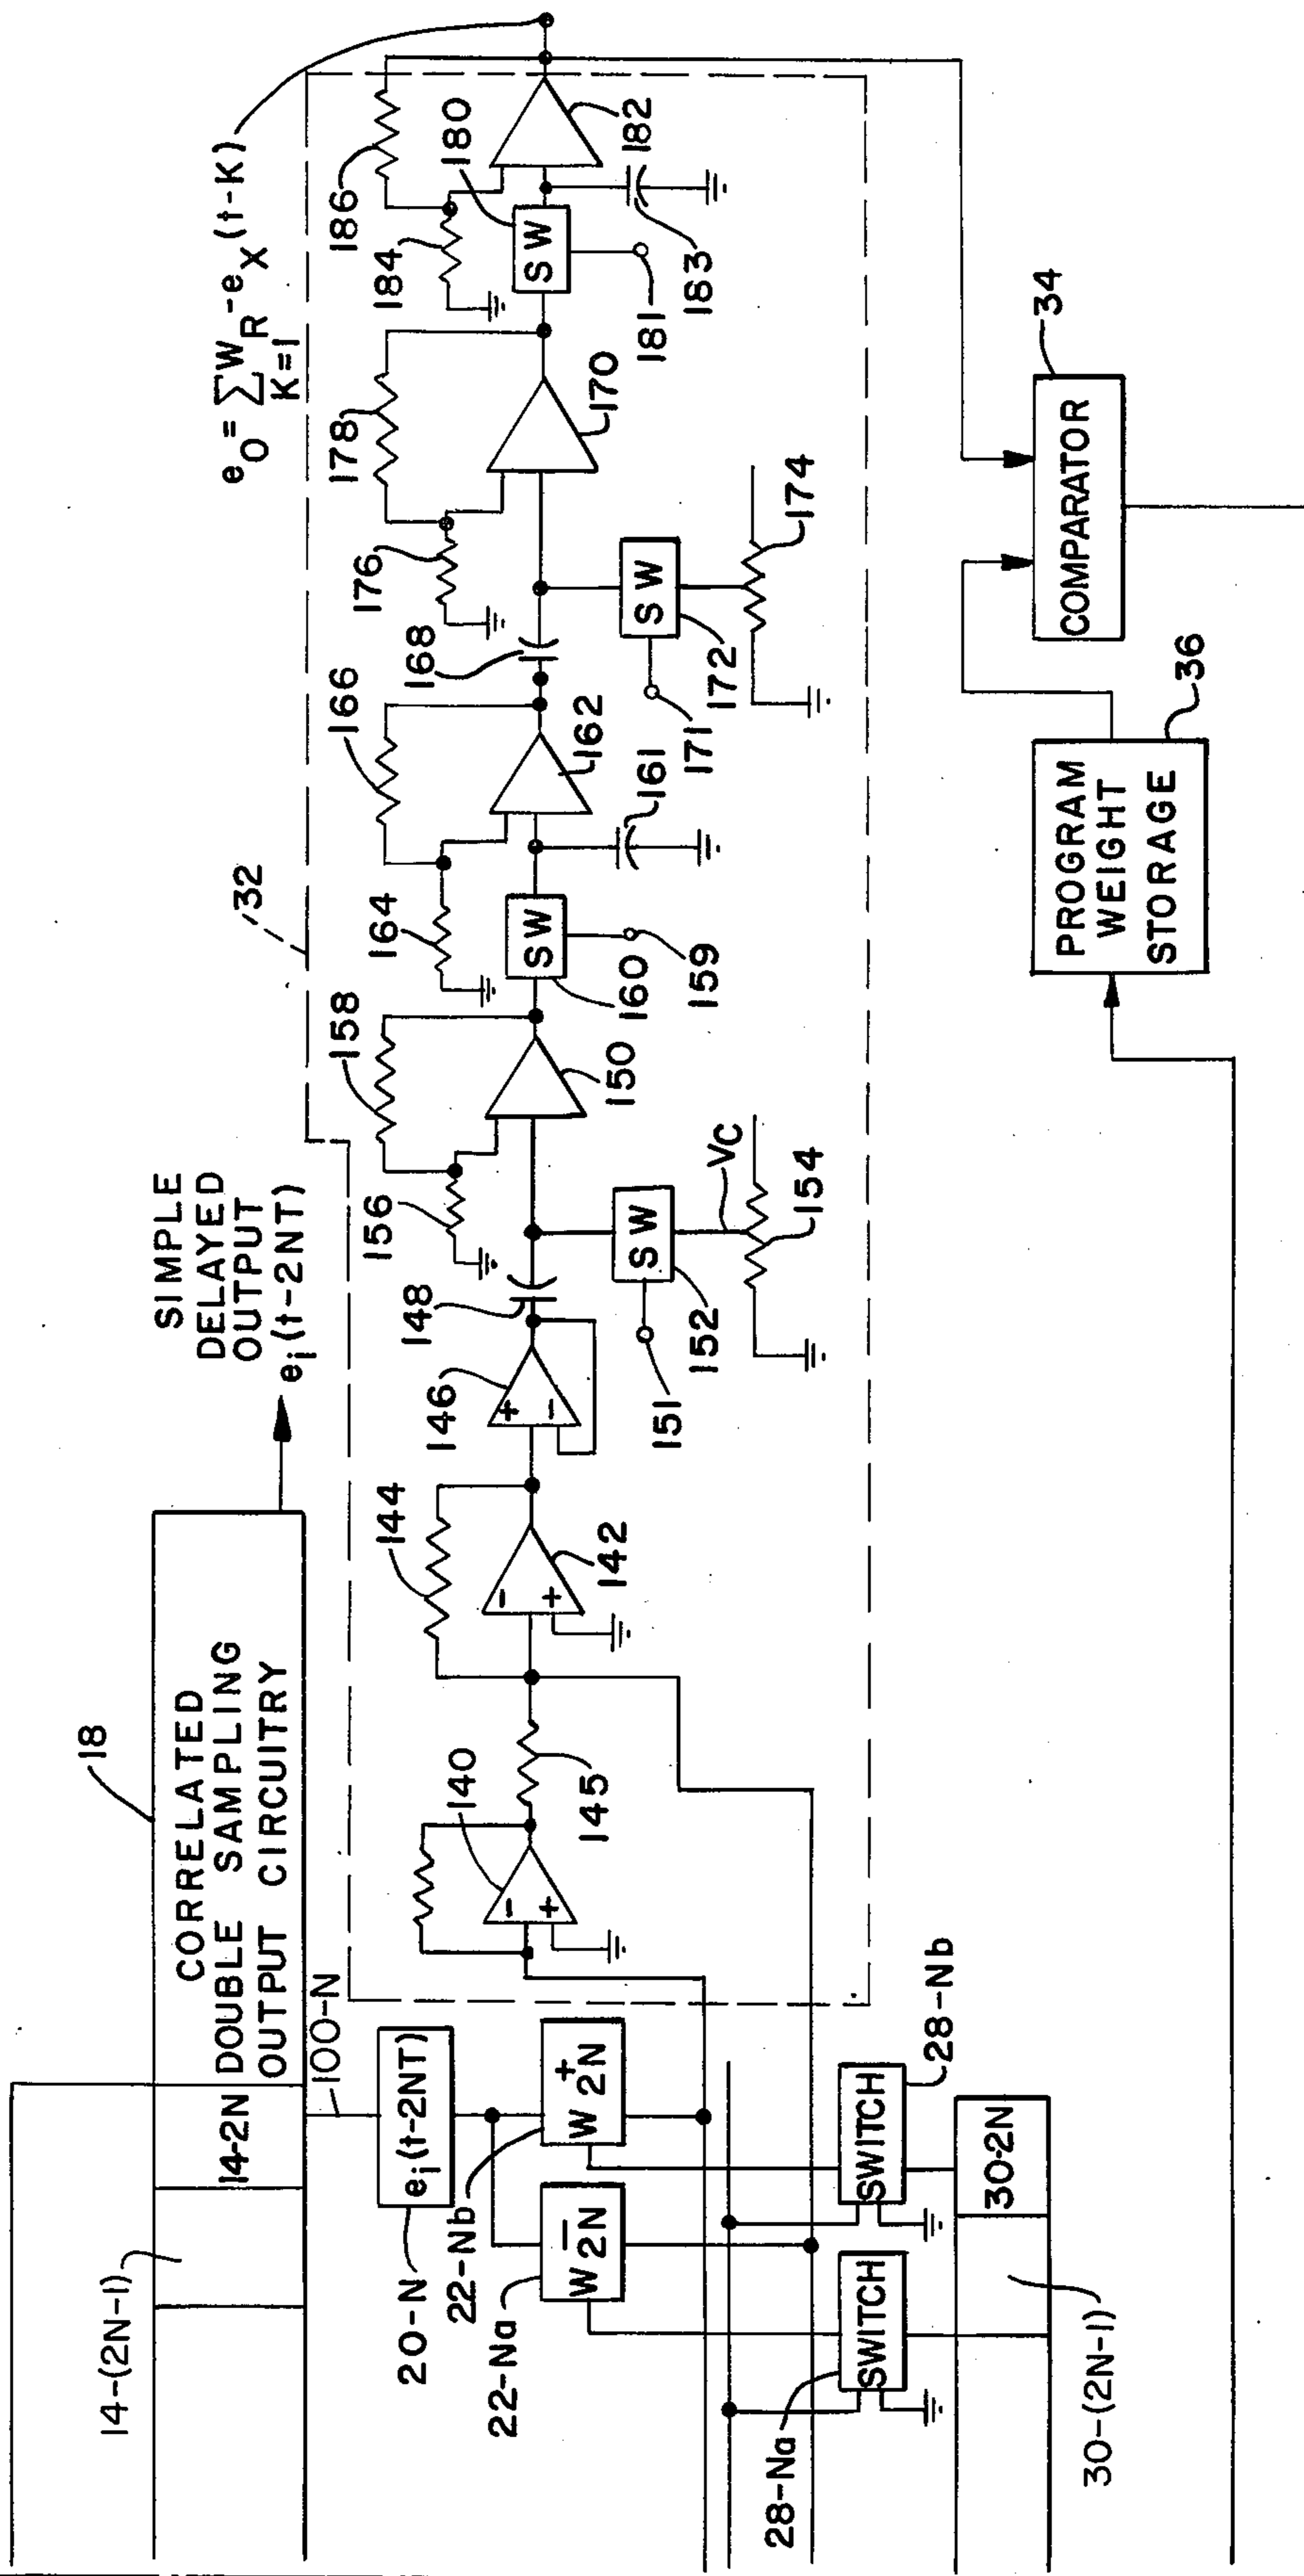 18
CORRELATED
14-2N DOUBLE SAMPLING
OUTPUT CIRCUITRY
SIMPLE
DELAYED
OUTPUT
ei(t-2NT)
14-(2N-1)
100-N
32
e0 = ΣWR-eX(t-K)
K=1
20-N
ei(t-2NT)
22-Nb
W+2N
22-Na
W-2N
28-Na
SWITCH
28-Nb
SWITCH
30-2N
30-(2N-1)
140
-
+
145
144
142
-
+
146
+
-
148
151
152
SW
VC
154
156
158
150
SW
160
159
164
166
162
161
168
171
172
SW
174
176
178
170
SW
180
181
183
184
186
182
COMPARATOR
34
PROGRAM
WEIGHT
STORAGE
36